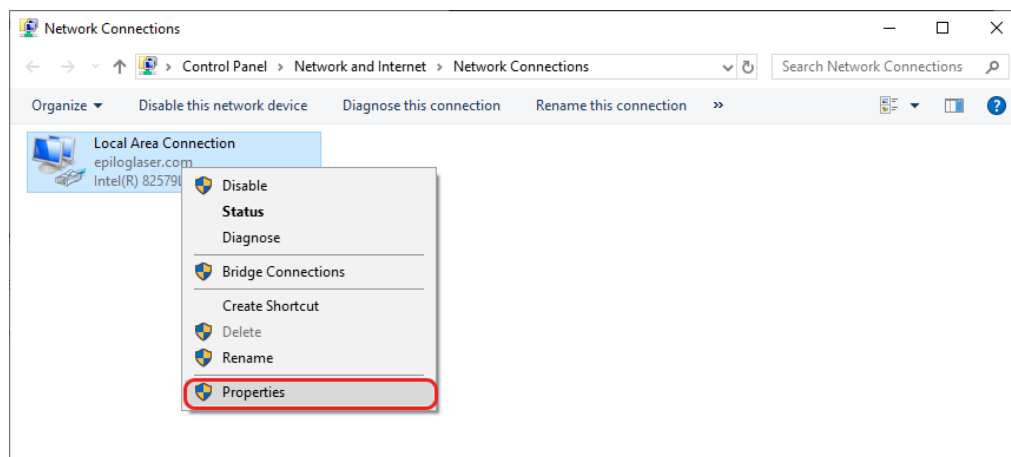 Network Connections
Control Panel > Network and Internet > Network Connections
Search Network Connections
Organize
Disable this network device
Diagnose this connection
Rename this connection
»
Local Area Connection
epiloglaser.com
Intel(R) 82579
Disable
Status
Diagnose
Bridge Connections
Create Shortcut
Delete
Rename
Properties